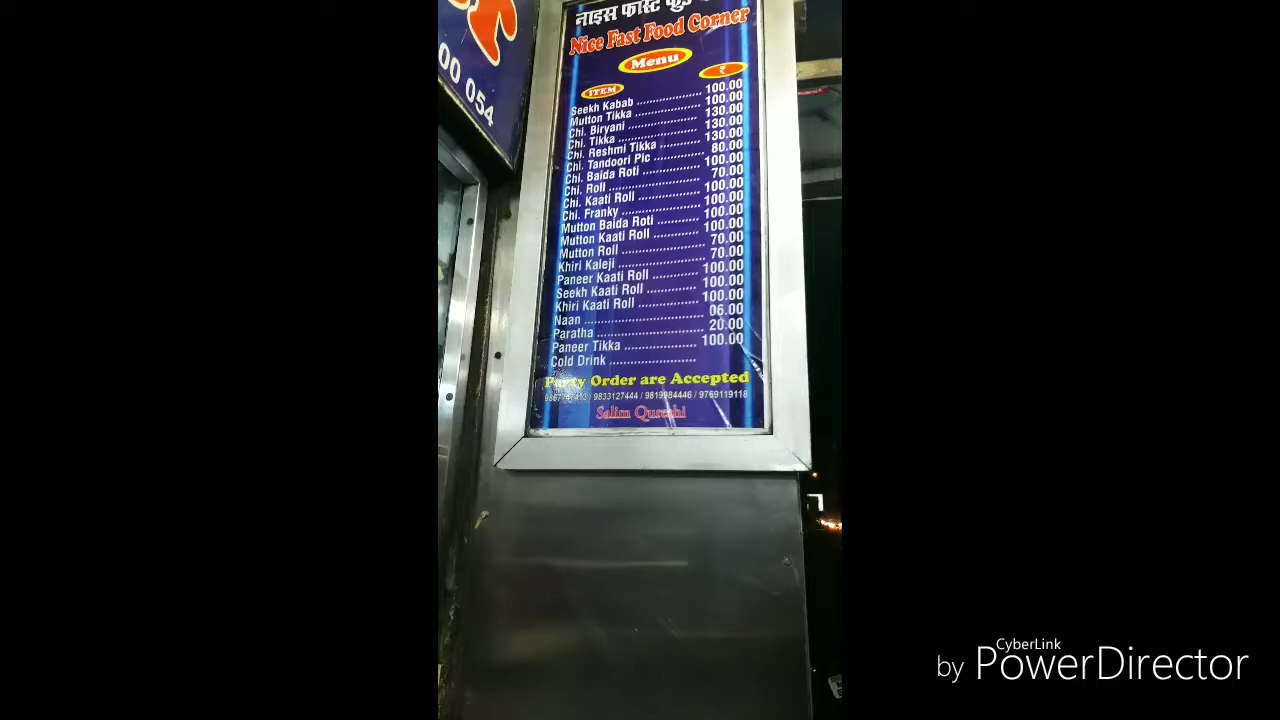 00 054
नाइस फास्ट फुड
Nice Fast Food Corner
Menu
ITEM ₹
Seekh Kabab .................... 100.00
Mutton Tikka .................... 100.00
Chi. Biryani .................... 130.00
Chi. Tikka .................... 130.00
Chi. Reshmi Tikka ............ 130.00
Chi. Tandoori Pic ............... 80.00
Chi. Baida Roti .................. 100.00
Chi. Roll .......................... 70.00
Chi. Kaati Roll .................. 100.00
Chi. Franky ....................... 100.00
Mutton Baida Roti ............ 100.00
Mutton Kaati Roll ............. 100.00
Mutton Roll ....................... 70.00
Khiri Kaleji ........................ 70.00
Paneer Kaati Roll ............. 100.00
Seekh Kaati Roll .............. 100.00
Khiri Kaati Roll ................. 100.00
Naan ................................ 06.00
Paratha ............................ 20.00
Paneer Tikka .................... 100.00
Cold Drink ........................
Party Order are Accepted
/ 9833127444 / 9819984446 / 9769119118
Salim Qureshi
by CyberLink
PowerDirector